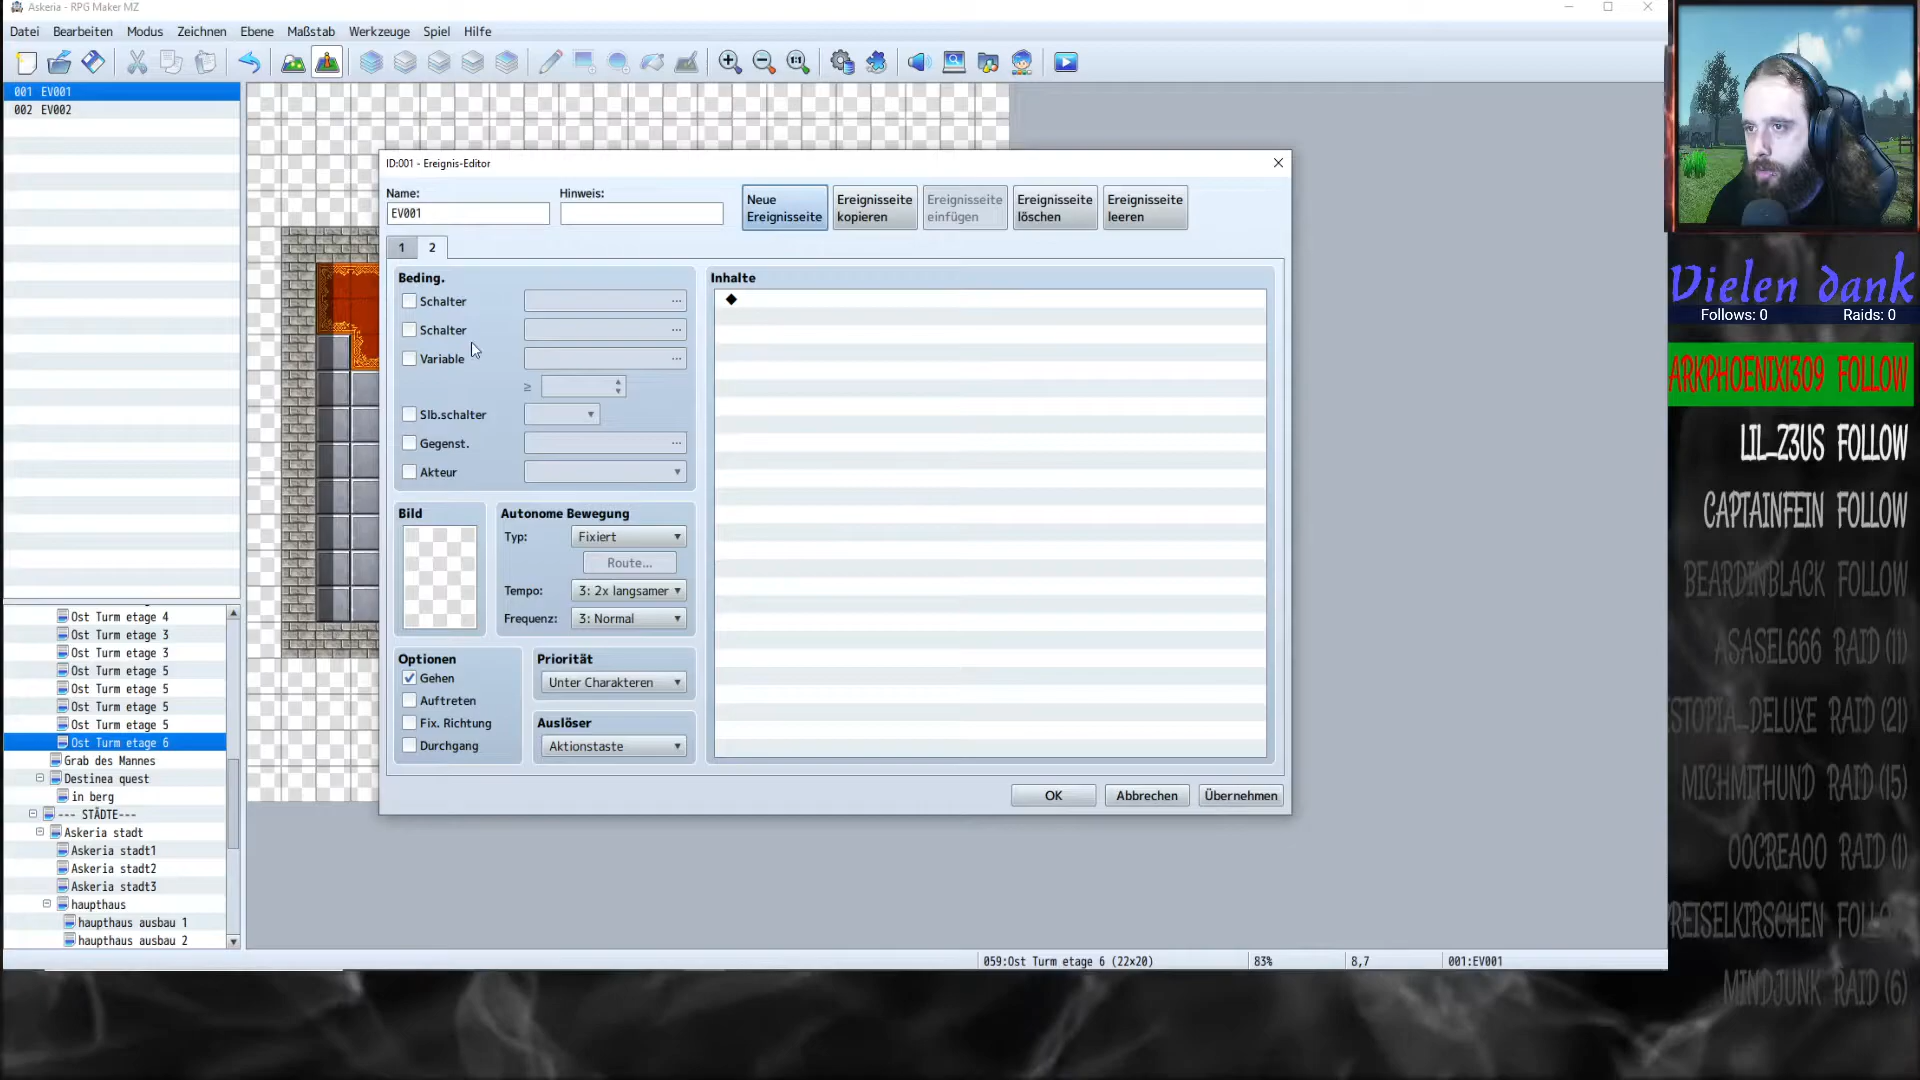 Askeria - RPG Maker MZ
Datei Bearbeiten Modus Zeichnen Ebene Maßstab Werkzeuge Spiel Hilfe
001 EV001
002 EV002
ID:001 - Ereignis-Editor
Name:
EV001
Hinweis:
Neue Ereignisseite
Ereignisseite kopieren
Ereignisseite einfügen
Ereignisseite löschen
Ereignisseite leeren
1 2
Beding.
Schalter ...
Schalter ...
Variable ...
≥
Slb.schalter
Gegenst. ...
Akteur
Inhalte
◆
Bild
Autonome Bewegung
Typ: Fixiert
Route...
Tempo: 3: 2x langsamer
Frequenz: 3: Normal
Optionen
Gehen
Auftreten
Fix. Richtung
Durchgang
Priorität
Unter Charakteren
Auslöser
Aktionstaste
OK Abbrechen Übernehmen
Ost Turm etage 4
Ost Turm etage 3
Ost Turm etage 3
Ost Turm etage 5
Ost Turm etage 5
Ost Turm etage 5
Ost Turm etage 5
Ost Turm etage 6
Grab des Mannes
Destinea quest
in berg
--- STÄDTE---
Askeria stadt
Askeria stadt1
Askeria stadt2
Askeria stadt3
haupthaus
haupthaus ausbau 1
haupthaus ausbau 2
059:Ost Turm etage 6 (22x20) 83% 8,7 001:EV001
Vielen dank
Follows: 0 Raids: 0
ARKPHOENIX1309 FOLLOW
LIL_Z3US FOLLOW
CAPTAINFEIN FOLLOW
BEARDINBLACK FOLLOW
ASASEL666 RAID (11)
STOPIA_DELUXE RAID (21)
MICHMITHUND RAID (15)
OOCREAOO RAID (1)
REISELKIRSCHEN FOLL
MINDJUNK RAID (6)